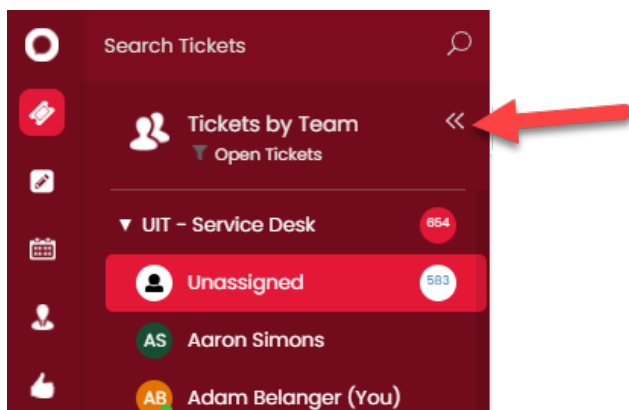 Search Tickets
Tickets by Team
Open Tickets
UIT - Service Desk 654
Unassigned 583
AS Aaron Simons
AB Adam Belanger (You)